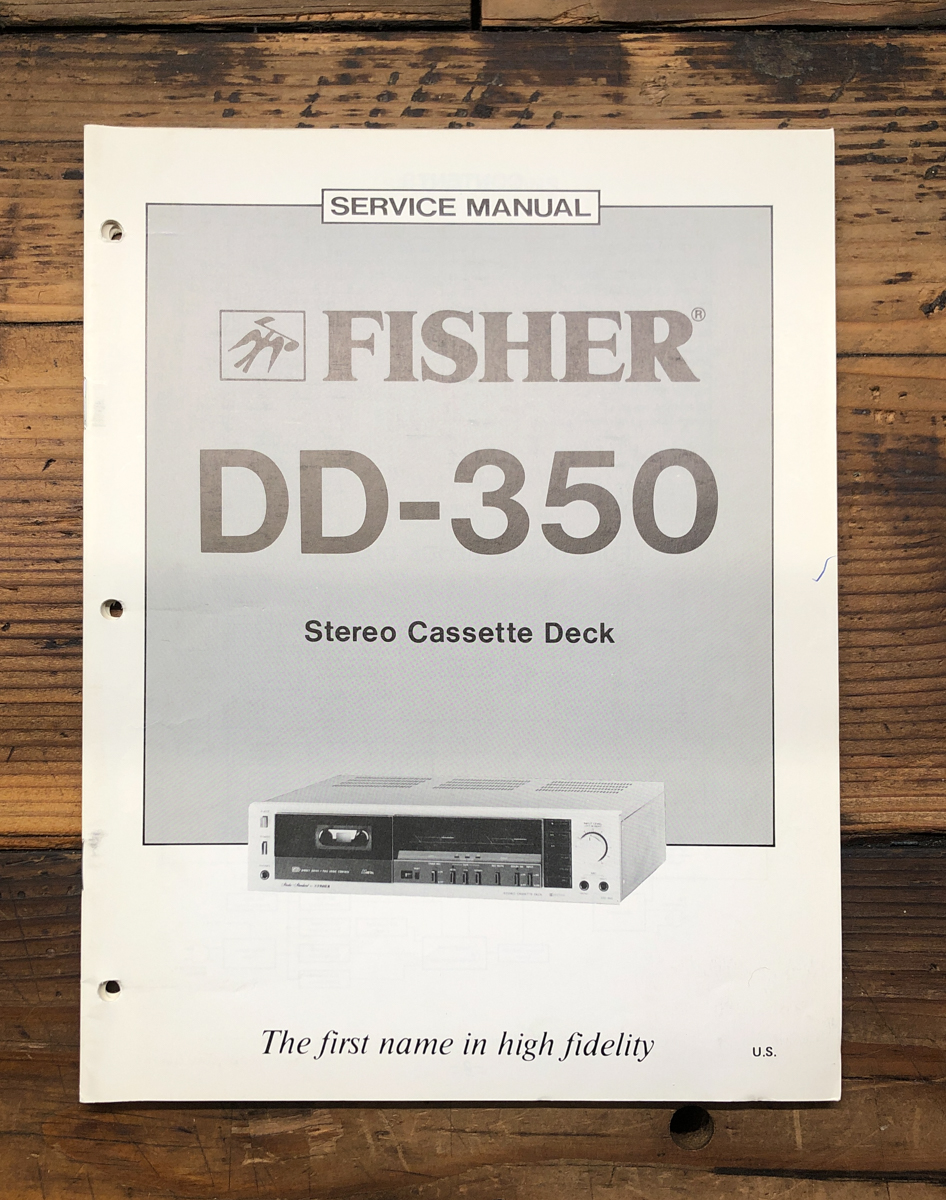 SERVICE MANUAL
FISHER®
DD-350
Stereo Cassette Deck
The first name in high fidelity
U.S.